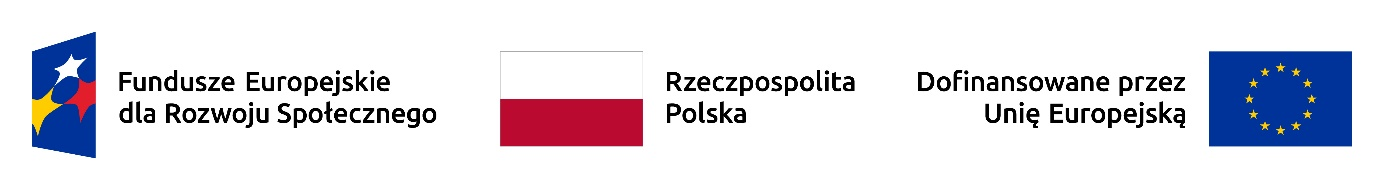 Fundusze Europejskie
dla Rozwoju Społecznego
Rzeczpospolita
Polska
Dofinansowane przez
Unię Europejską